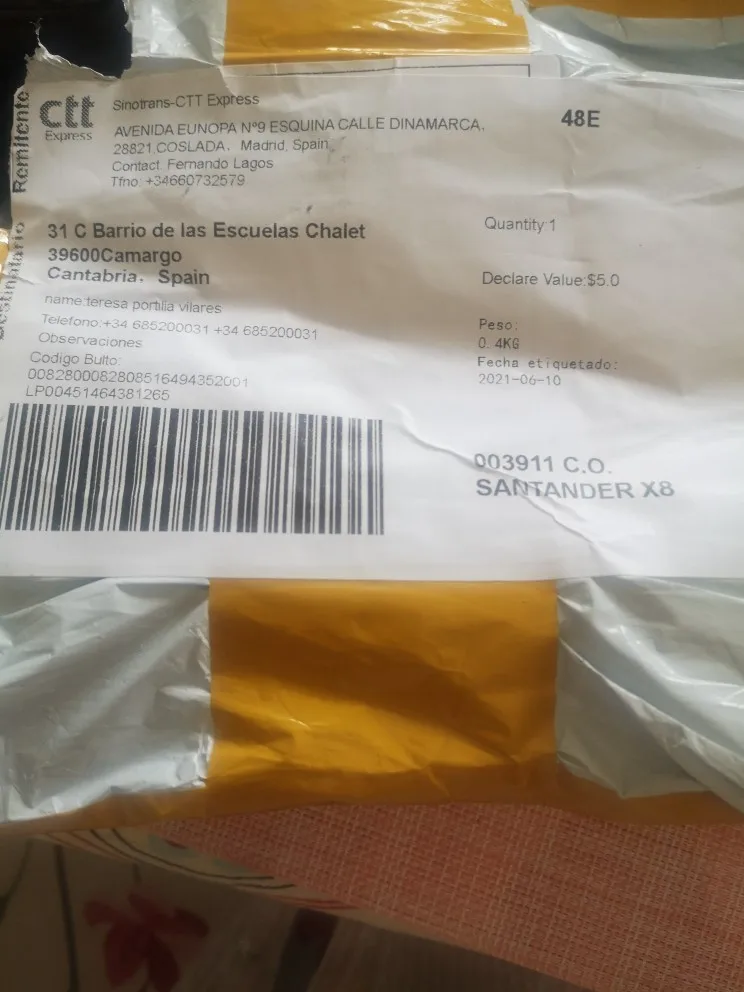 Remitente
ctt
Express
Sinotrans-CTT Express
AVENIDA EUNOPA Nº9 ESQUINA CALLE DINAMARCA,
28821,COSLADA, Madrid, Spain
Contact. Fernando Lagos
Tfno: +34660732579
48E
Destinatario
31 C Barrio de las Escuelas Chalet
39600Camargo
Cantabria, Spain
name:teresa portilla vilares
Telefono:+34 685200031 +34 685200031
Observaciones
Codigo Bulto:
0082800082808516494352001
LP00451464381265
Quantity:1
Declare Value:$5.0
Peso:
0.4KG
Fecha etiquetado:
2021-06-10
003911 C.O.
SANTANDER X8